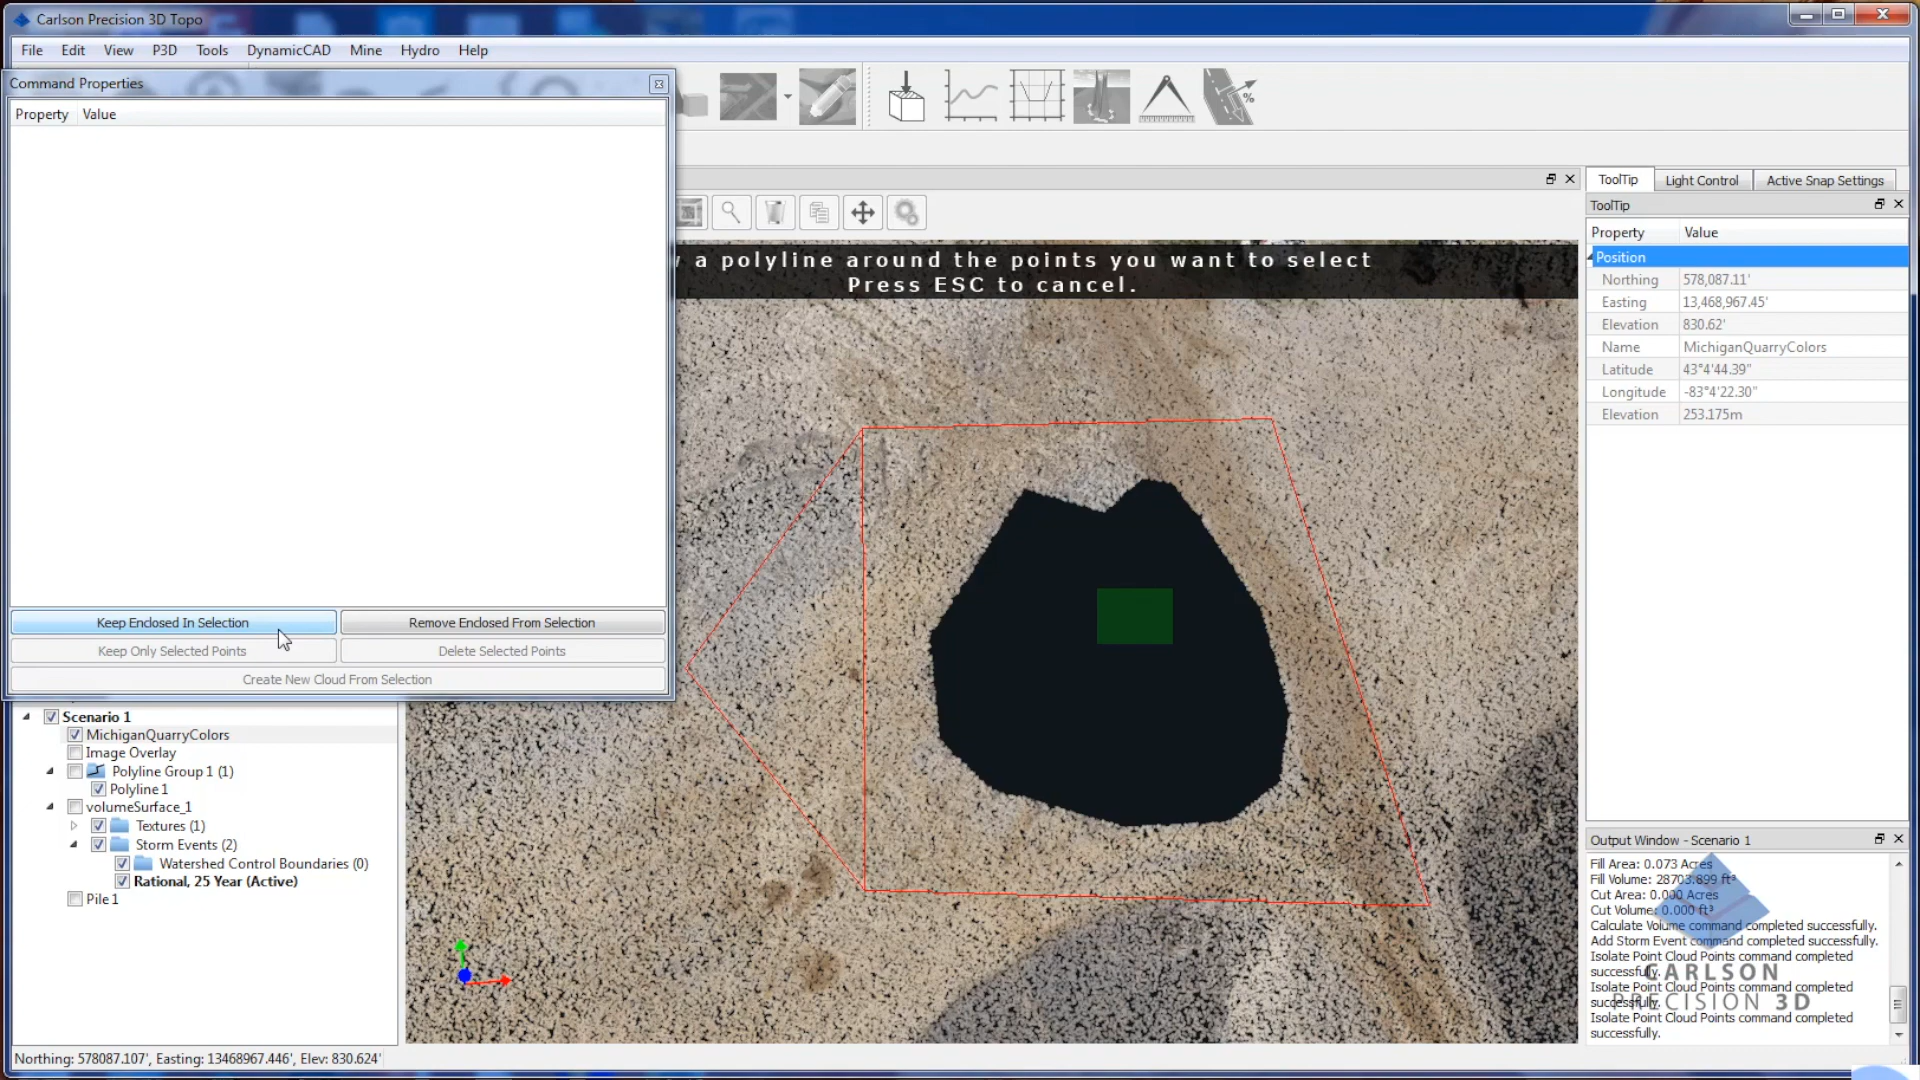 Carlson Precision 3D Topo
File Edit View P3D Tools DynamicCAD Mine Hydro Help
Command Properties
Property Value
Keep Enclosed In Selection Remove Enclosed From Selection
Keep Only Selected Points Delete Selected Points
Create New Cloud From Selection
a polyline around the points you want to select
Press ESC to cancel.
Scenario 1
MichiganQuarryColors
Image Overlay
Polyline Group 1 (1)
Polyline 1
volumeSurface_1
Textures (1)
Storm Events (2)
Watershed Control Boundaries (0)
Rational, 25 Year (Active)
Pile 1
ToolTip Light Control Active Snap Settings
ToolTip
Property Value
Position
Northing 578,087.11'
Easting 13,468,967.45'
Elevation 830.62'
Name MichiganQuarryColors
Latitude 43°4'44.39"
Longitude -83°4'22.30"
Elevation 253.175m
Output Window - Scenario 1
Fill Area: 0.073 Acres
Fill Volume: 28703.899 ft³
Cut Area: 0.000 Acres
Cut Volume: 0.000 ft³
Calculate Volume command completed successfully.
Add Storm Event command completed successfully.
Isolate Point Cloud Points command completed
successfully.
Isolate Point Cloud Points command completed
successfully.
Isolate Point Cloud Points command completed
successfully.
CARLSON
PRECISION 3D
Northing: 578087.107', Easting: 13468967.446', Elev: 830.624'